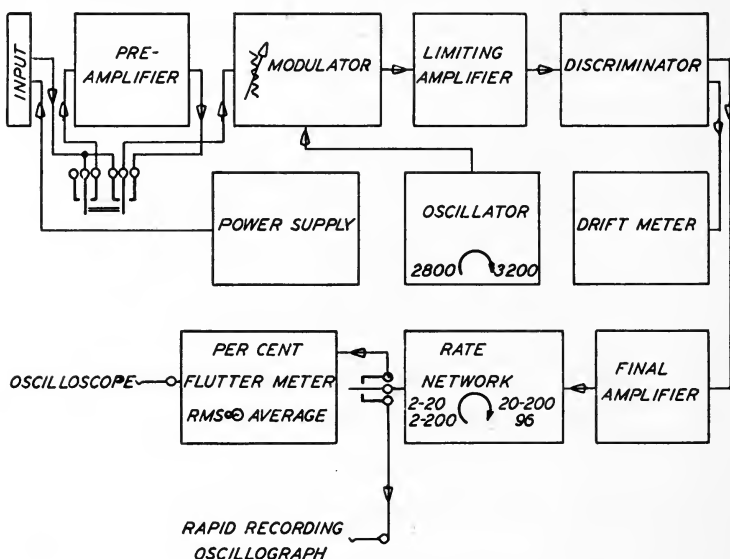 INPUT
PRE-
AMPLIFIER
MODULATOR
LIMITING
AMPLIFIER
DISCRIMINATOR
POWER SUPPLY
OSCILLATOR
2800 3200
DRIFT METER
OSCILLOSCOPE
PER CENT
FLUTTER METER
RMS AVERAGE
RATE
NETWORK
2-20 20-200
2-200 96
FINAL
AMPLIFIER
RAPID RECORDING
OSCILLOGRAPH